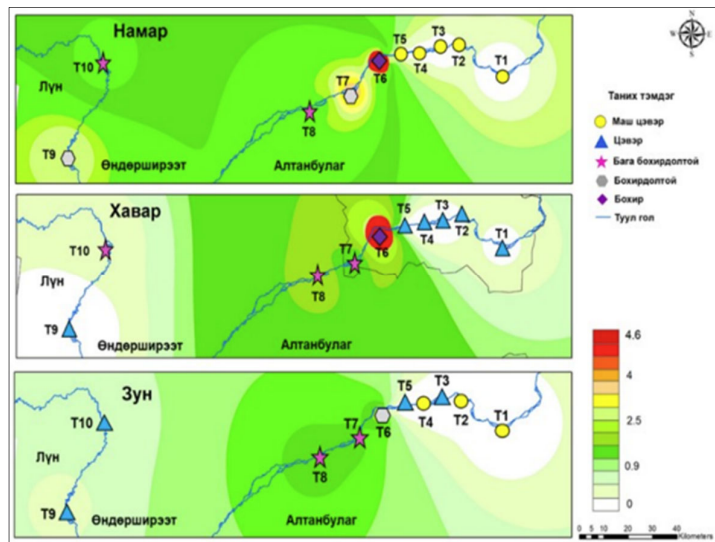 Намар
T10
Лүн
T9
Өндөрширээт
T8
T7
T6
Алтанбулаг
T5
T4
T3
T2
T1
Хавар
T10
Лүн
T9
Өндөрширээт
T8
T7
T6
Алтанбулаг
T5
T4
T3
T2
T1
Зун
T10
Лүн
T9
Өндөрширээт
T8
T7
T6
Алтанбулаг
T5
T4
T3
T2
T1
N
W E
S
Таних тэмдэг
Маш цэвэр
Цэвэр
Бага бохирдолтой
Бохирдолтой
Бохир
Туул гол
4.6
4
2.5
0.9
0
0 5 10 20 30 40
Kilometers